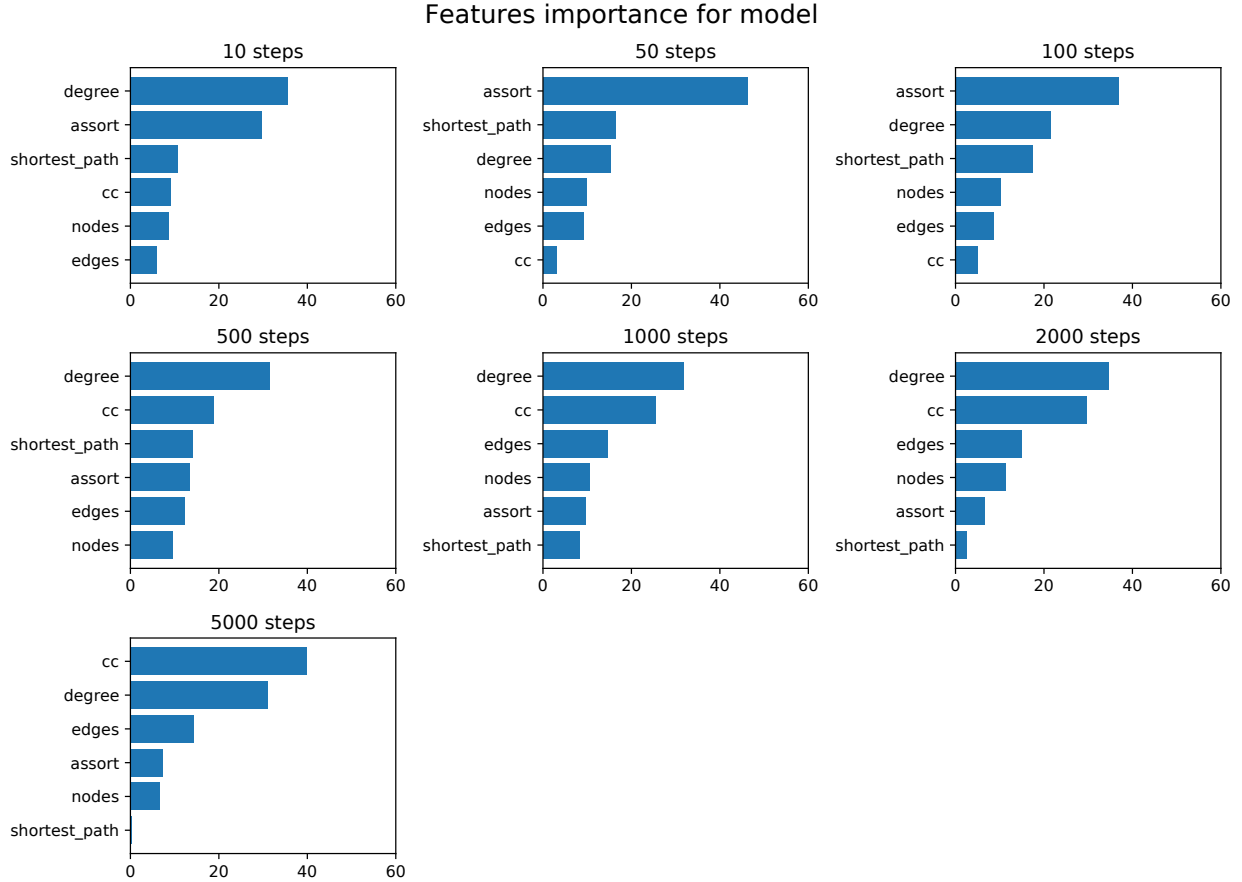 Features importance for model
10 steps
degree
assort
shortest_path
cc
nodes
edges
0 20 40 60
50 steps
assort
shortest_path
degree
nodes
edges
cc
0 20 40 60
100 steps
assort
degree
shortest_path
nodes
edges
cc
0 20 40 60
500 steps
degree
cc
shortest_path
assort
edges
nodes
0 20 40 60
1000 steps
degree
cc
edges
nodes
assort
shortest_path
0 20 40 60
2000 steps
degree
cc
edges
nodes
assort
shortest_path
0 20 40 60
5000 steps
cc
degree
edges
assort
nodes
shortest_path
0 20 40 60